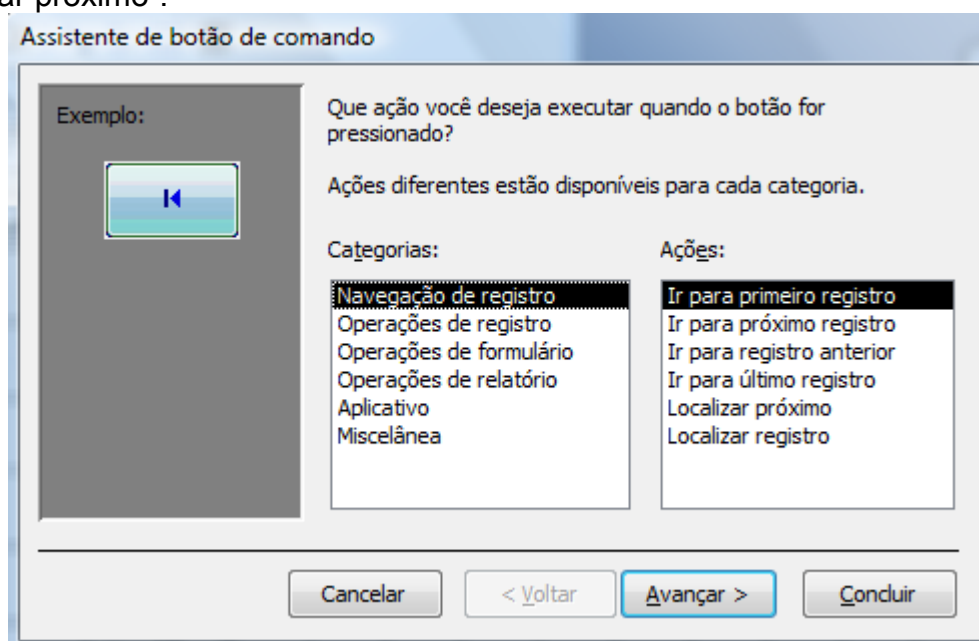 ar próximo".
Assistente de botão de comando
Exemplo:
Que ação você deseja executar quando o botão for
pressionado?
Ações diferentes estão disponíveis para cada categoria.
Categorias:
Navegação de registro
Operações de registro
Operações de formulário
Operações de relatório
Aplicativo
Miscelânea
Ações:
Ir para primeiro registro
Ir para próximo registro
Ir para registro anterior
Ir para último registro
Localizar próximo
Localizar registro
Cancelar
< Voltar
Avançar >
Concluir